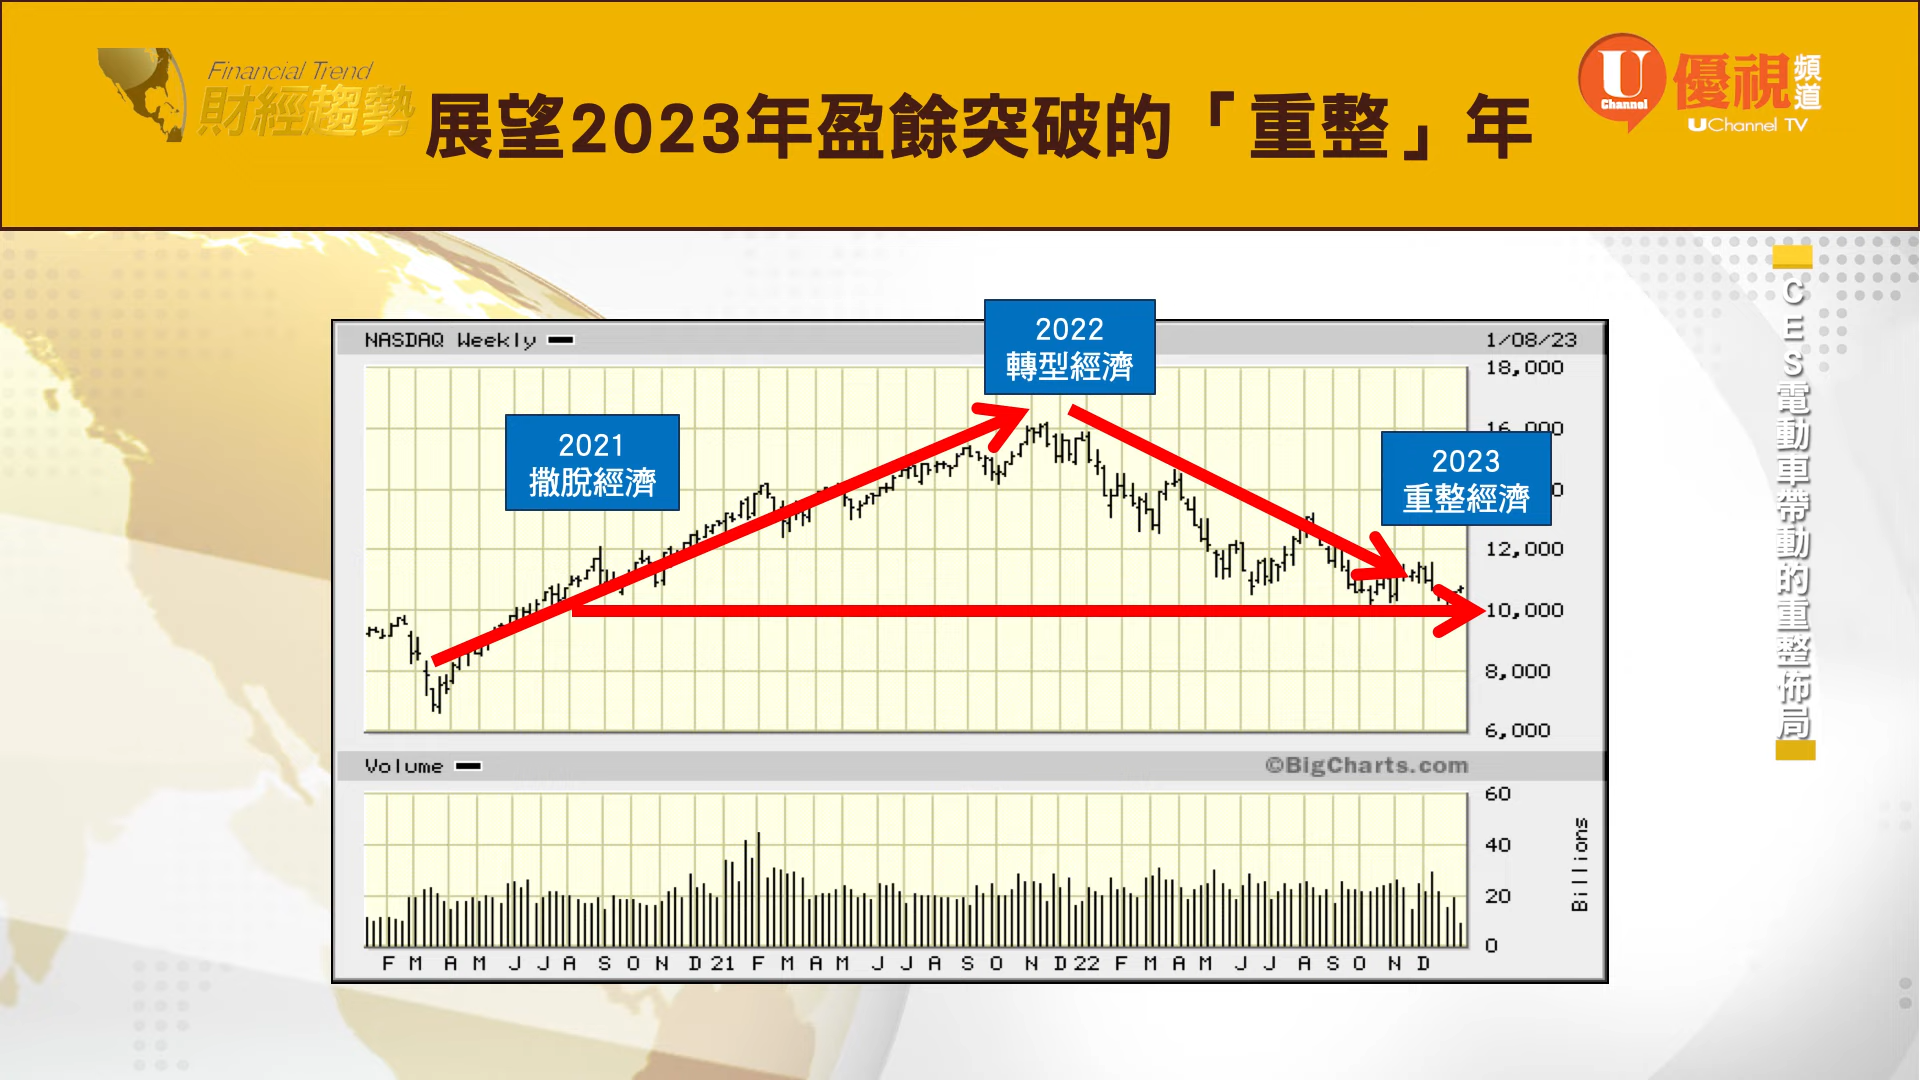 Financial Trend
財經趨勢
展望2023年盈餘突破的「重整」年
U
Channel
優視
頻道
UChannel TV
CES電動車帶動的重整佈局
NASDAQ Weekly
1/08/23
2021
撒脫經濟
2022
轉型經濟
2023
重整經濟
18,000
16,000
0
12,000
10,000
8,000
6,000
Volume
©BigCharts.com
60
40
20
0
Billions
F M A M J J A S O N D 21 F M A M J J A S O N D 22 F M A M J J A S O N D